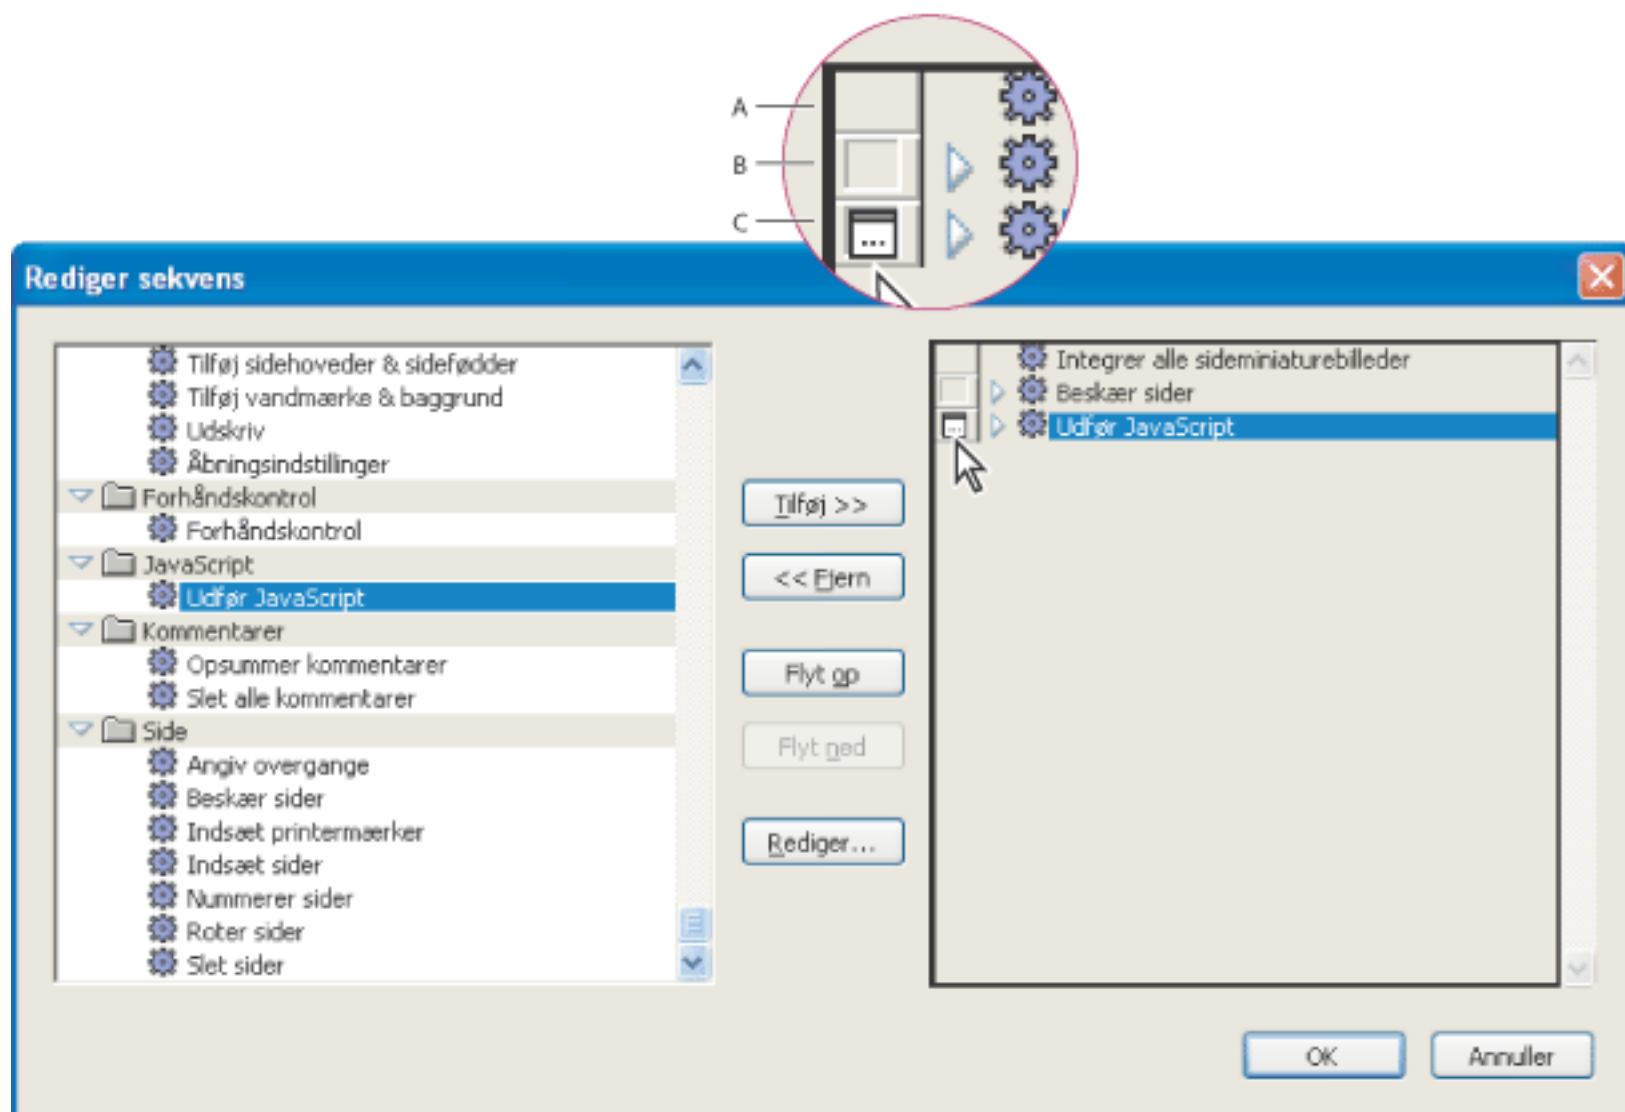 A
B
C
Rediger sekvens
Tilføj sidehoveder & sidefødder
Tilføj vandmærke & baggrund
Udskriv
Åbningsindstillinger
Forhåndskontrol
Forhåndskontrol
JavaScript
Udfør JavaScript
Kommentarer
Opsummer kommentarer
Slet alle kommentarer
Side
Angiv overgange
Beskær sider
Indsæt printermærker
Indsæt sider
Nummerer sider
Roter sider
Slet sider
Tilføj >>
<< Fjern
Flyt op
Flyt ned
Rediger...
Integrer alle sideminiaturebilleder
Beskær sider
Udfør JavaScript
OK
Annuller